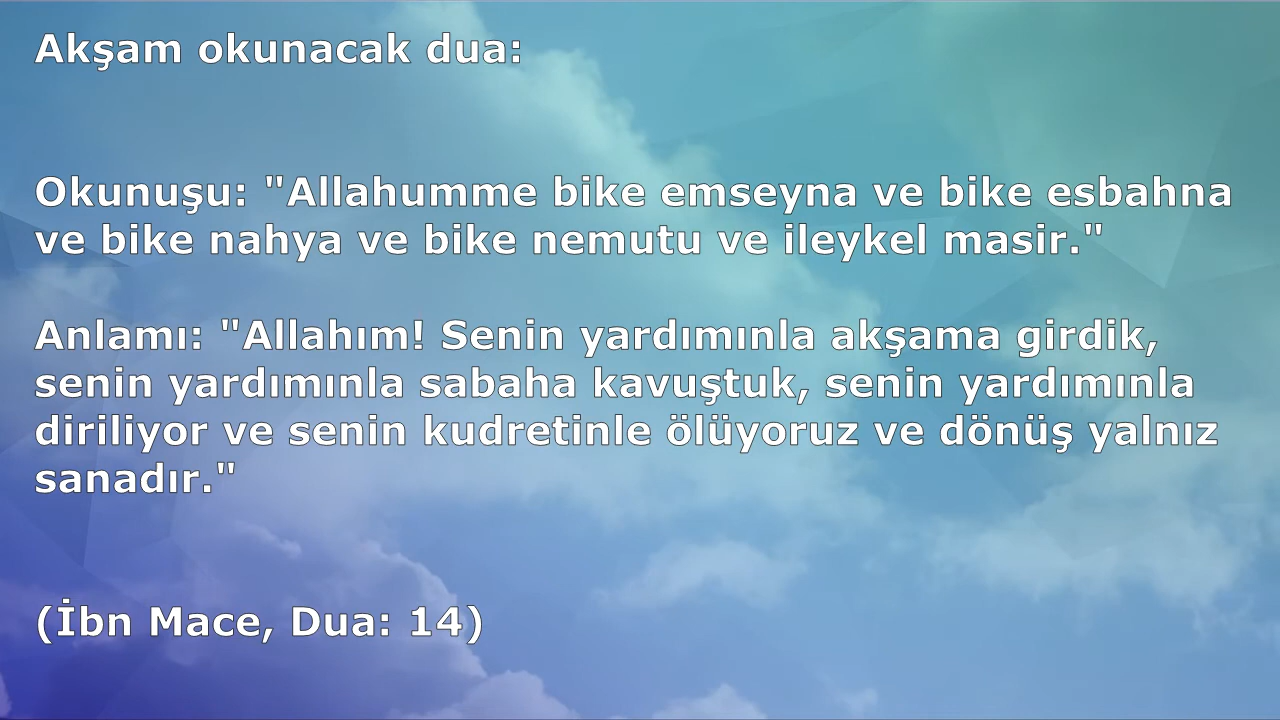 Akşam okunacak dua:
Okunuşu: "Allahumme bike emseyna ve bike esbahna
ve bike nahya ve bike nemutu ve ileykel masir."
Anlamı: "Allahım! Senin yardımınla akşama girdik,
senin yardımınla sabaha kavuştuk, senin yardımınla
diriliyor ve senin kudretinle ölüyoruz ve dönüş yalnız
sanadır."
(İbn Mace, Dua: 14)